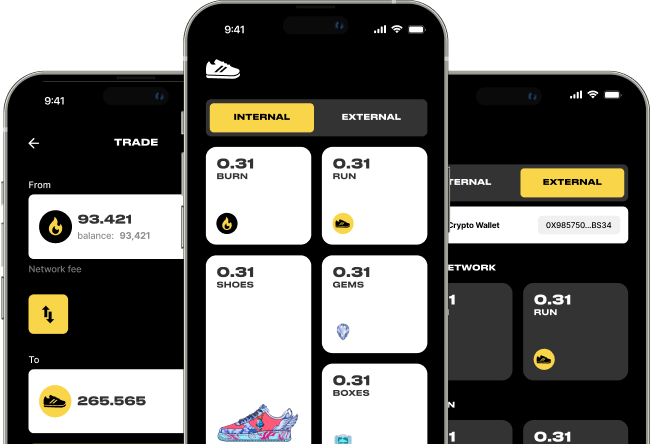 9:41
TRADE
From
93.421
balance: 93,421
Network fee
To
265.565
9:41
INTERNAL
EXTERNAL
0.31
BURN
0.31
RUN
0.31
SHOES
0.31
GEMS
0.31
BOXES
TERNAL
EXTERNAL
Crypto Wallet
0X985750...BS34
ETWORK
1
0.31
RUN
N
1
0.31